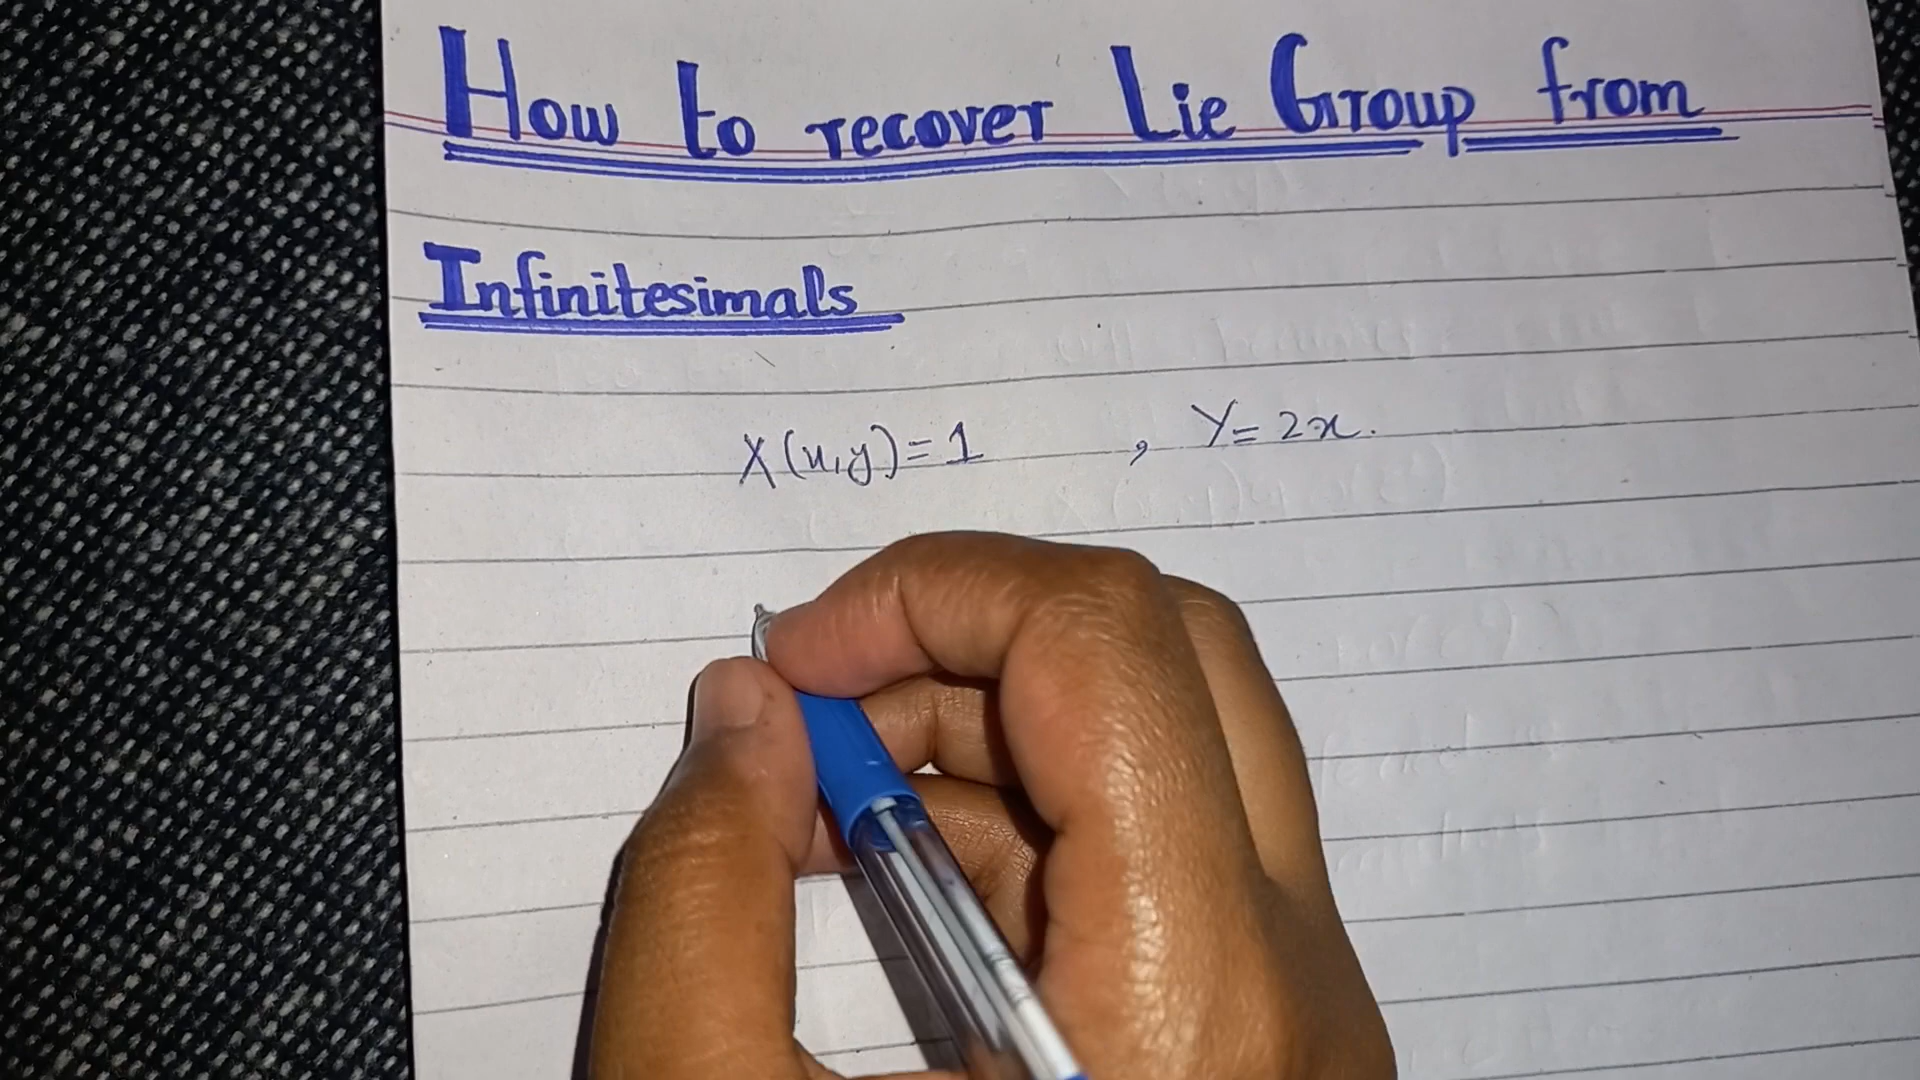 How to recover Lie Group from
Infinitesimals
X(x,y)=1 , Y=2x.